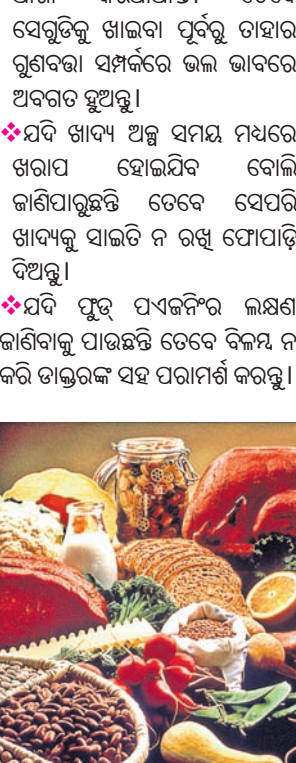 ସେଗୁଡିକୁ ଖାଇବା ପୂର୍ବରୁ ତାହାର
ଗୁଣବତ୍ତା ସମ୍ପର୍କରେ ଭଲ ଭାବରେ
ଅବଗତ ହୁଅନ୍ତୁ।
❖ଯଦି ଖାଦ୍ୟ ଅଳ୍ପ ସମୟ ମଧ୍ୟରେ
ଖରାପ ହୋଇଯିବ ବୋଲି
ଜାଣିପାରୁଛନ୍ତି ତେବେ ସେପରି
ଖାଦ୍ୟକୁ ସାଇତି ନ ରଖି ଫୋପାଡ଼ି
ଦିଅନ୍ତୁ।
❖ଯଦି ଫୁଡ୍ ପଏଜନିଂର ଲକ୍ଷଣ
ଜାଣିବାକୁ ପାଉଛନ୍ତି ତେବେ ବିଳମ୍ୱ ନ
କରି ଡାକ୍ତରଙ୍କ ସହ ପରାମର୍ଶ କରନ୍ତୁ।